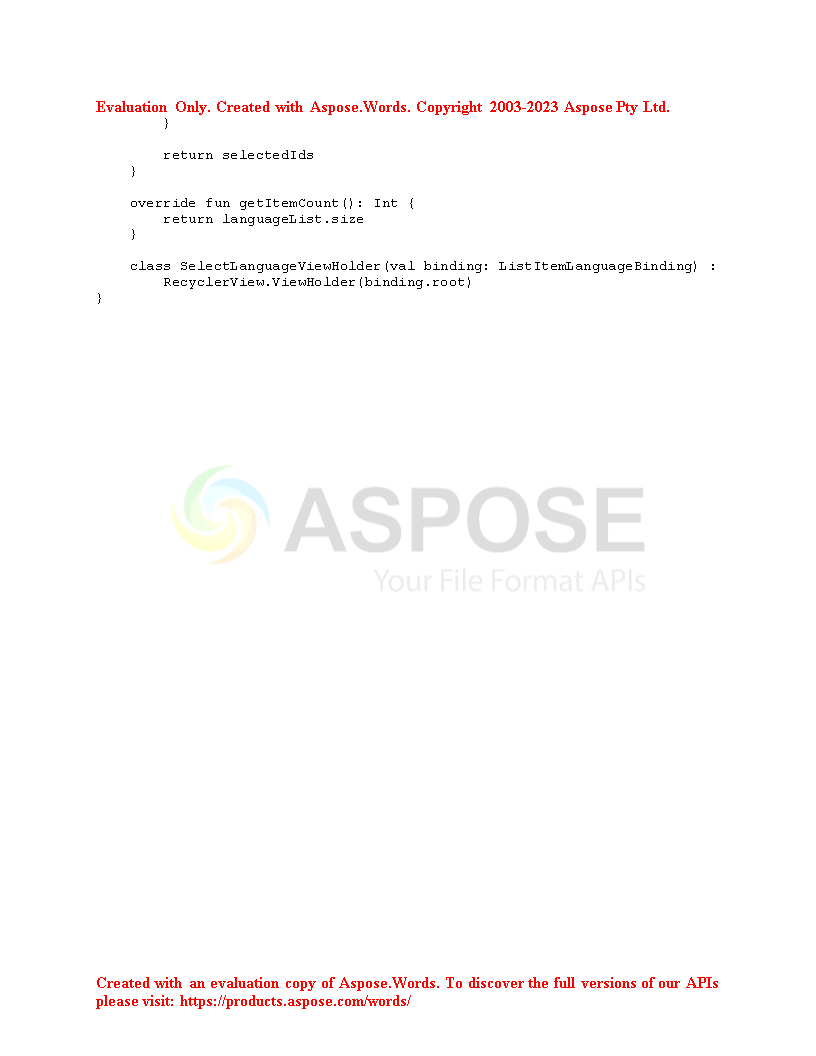 Evaluation Only. Created with Aspose.Words. Copyright 2003-2023 Aspose Pty Ltd.
        }

        return selectedIds
    }

    override fun getItemCount(): Int {
        return languageList.size
    }

    class SelectLanguageViewHolder(val binding: ListItemLanguageBinding) :
        RecyclerView.ViewHolder(binding.root)
}
ASPOSE
Your File Format APIs
Created with an evaluation copy of Aspose.Words. To discover the full versions of our APIs
please visit: https://products.aspose.com/words/